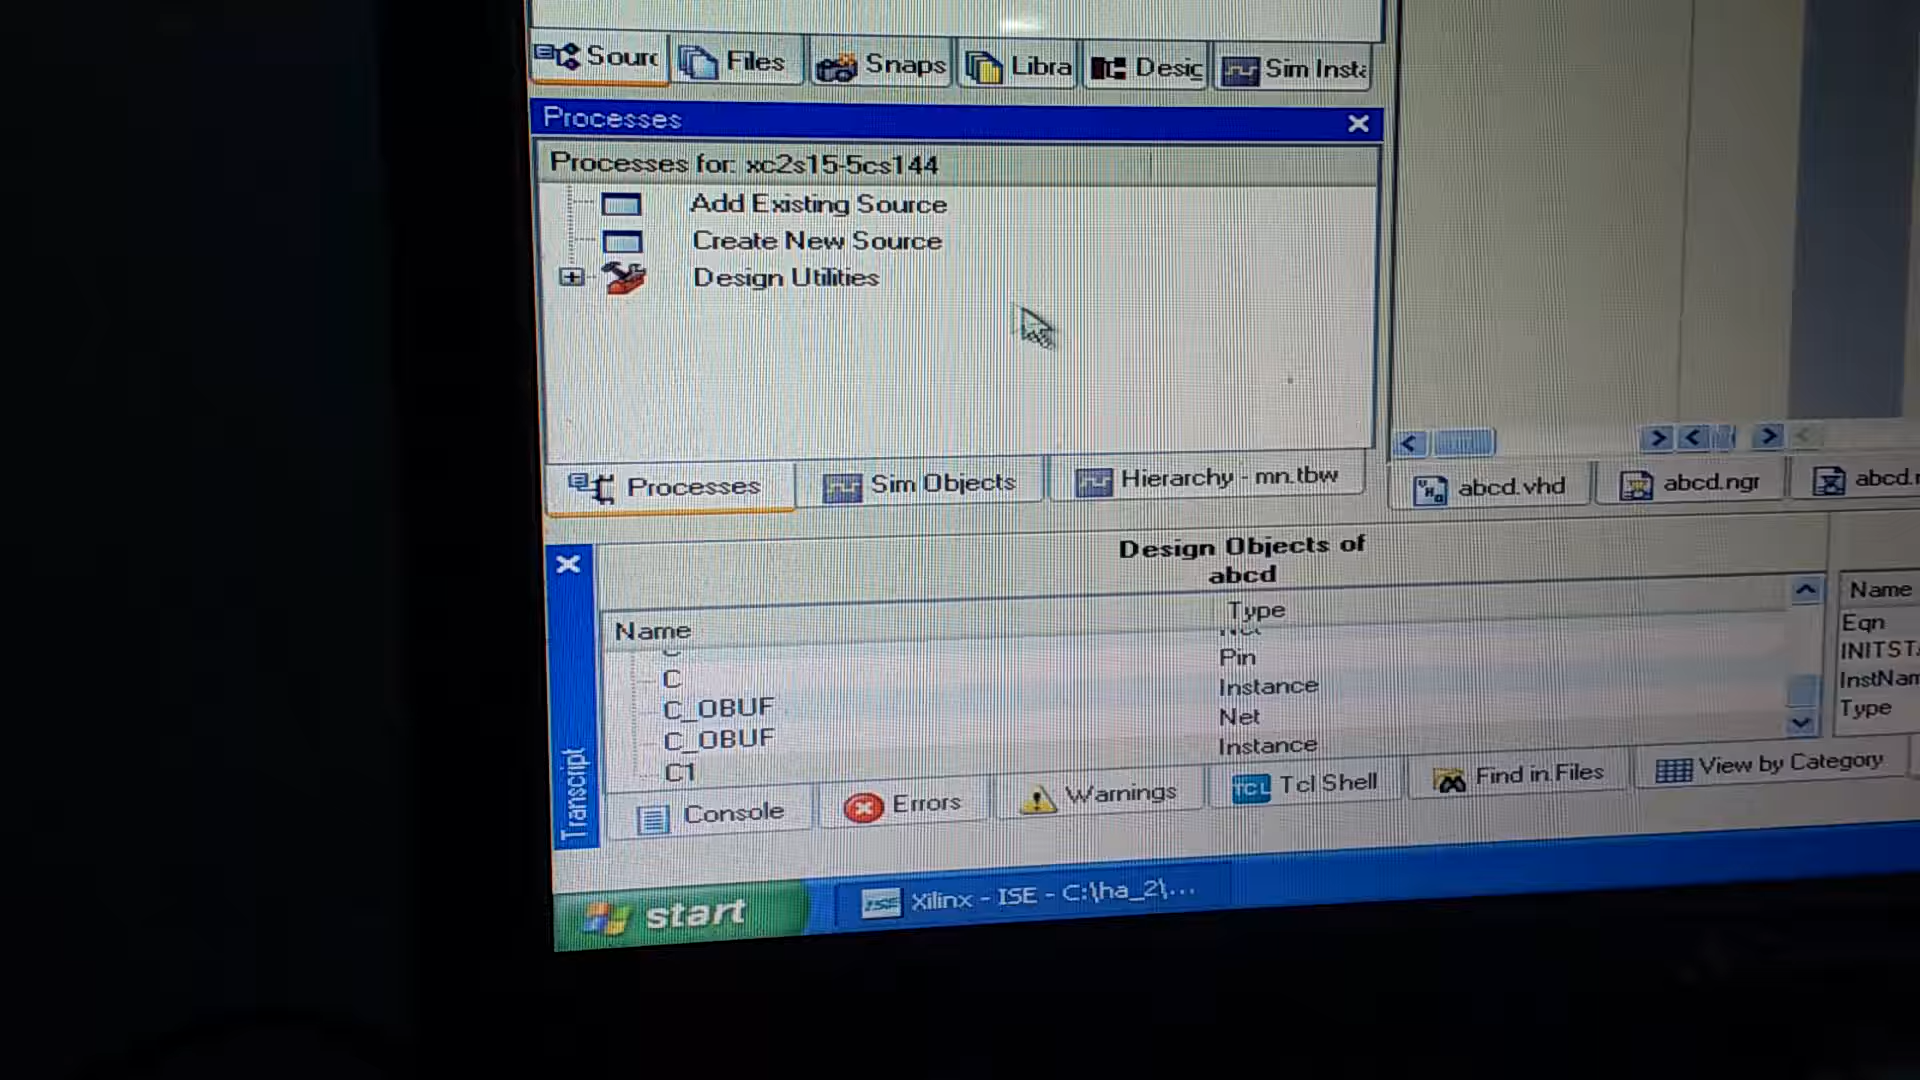 Sourc Files Snaps Libra Desig Sim Insta
Processes
Processes for: xc2s15-5cs144
Add Existing Source
Create New Source
Design Utilities
Processes Sim Objects Hierarchy - mn.tbw
abcd.vhd abcd.ngr
Design Objects of
abcd
Name Type
C Pin
C_OBUF Instance
C_OBUF Net
C1 Instance
Name
Eqn
INITSTA
InstNam
Type
Transcript
Console Errors Warnings TCL Tcl Shell Find in Files View by Category
start Xilinx - ISE - C:\ha_2\...